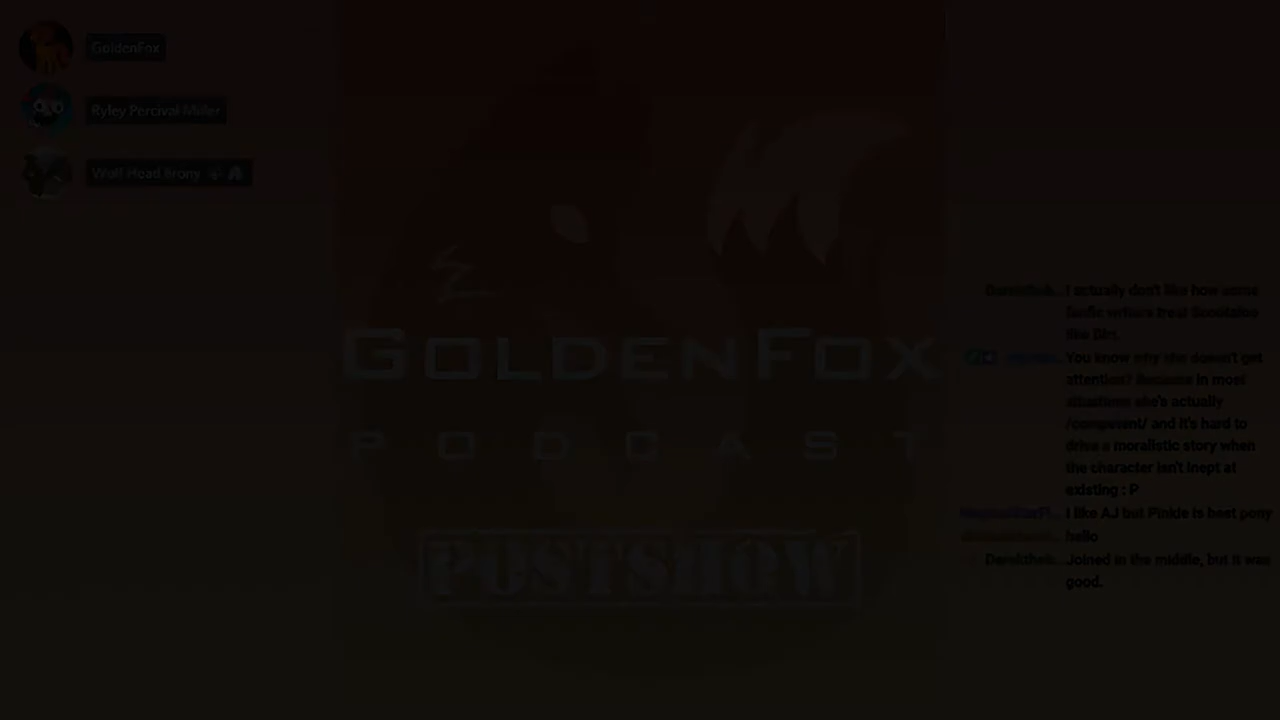 GoldenFox
Ryley Percival Miller
Wolf Head Brony
GOLDENFOX
PODCAST
POSTSHOW
I actually don't like how some
fanfic writers treat Scootaloo
like Dirt.
You know why she doesn't get
attention? Because in most
situations she's actually
/competent/ and it's hard to
drive a moralistic story when
the character isn't inept at
existing : P
I like AJ but Pinkie is best pony
hello
Derektheb... Joined in the middle, but it was
good.